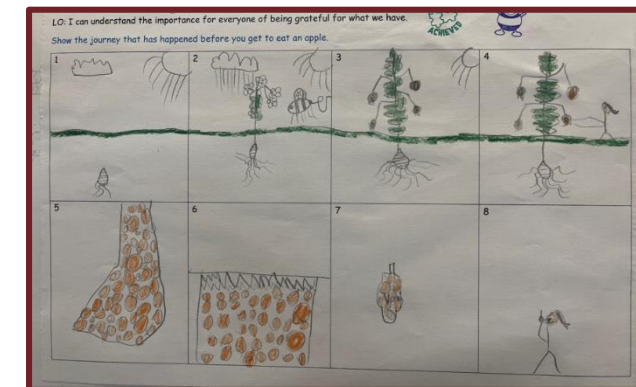 LO: I can understand the importance for everyone of being grateful for what we have.
ACHIEVED
Show the journey that has happened before you get to eat an apple.
1
2
3
4
5
6
7
8